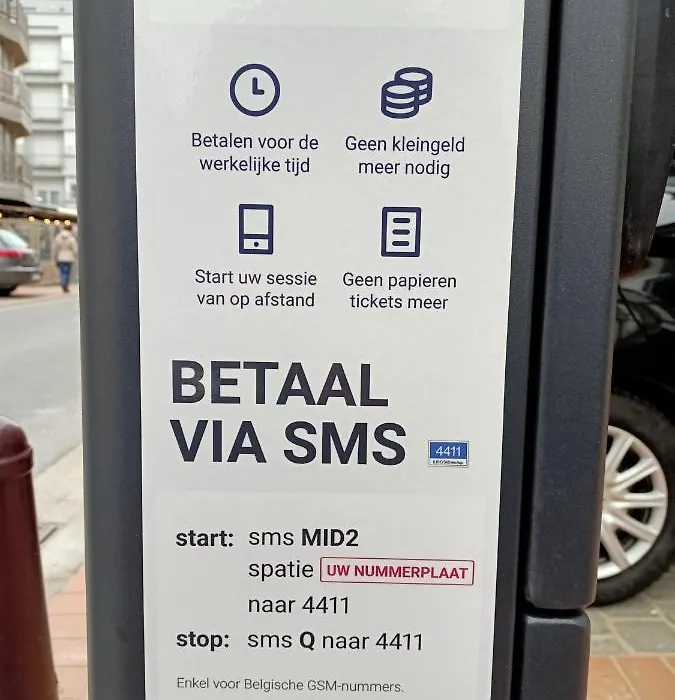 Betalen voor de
werkelijke tijd
Geen kleingeld
meer nodig
Start uw sessie
van op afstand
Geen papieren
tickets meer
BETAAL
VIA SMS
4411
start: sms MID2
spatie UW NUMMERPLAAT
naar 4411
stop: sms Q naar 4411
Enkel voor Belgische GSM-nummers.